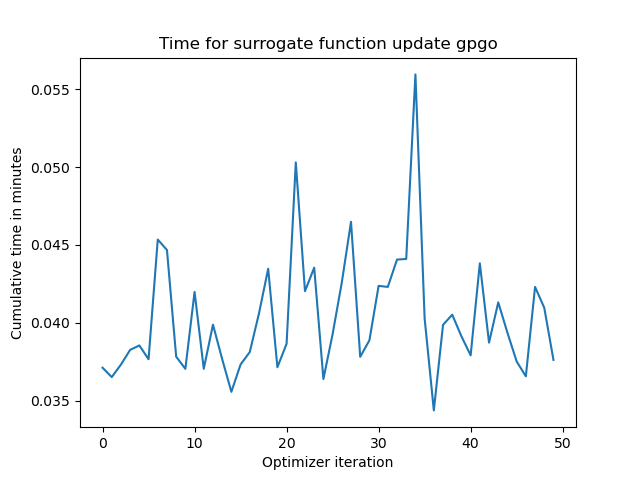 Time for surrogate function update gpgo
0.055
0.050
0.045
0.040
0.035
Cumulative time in minutes
0 10 20 30 40 50
Optimizer iteration